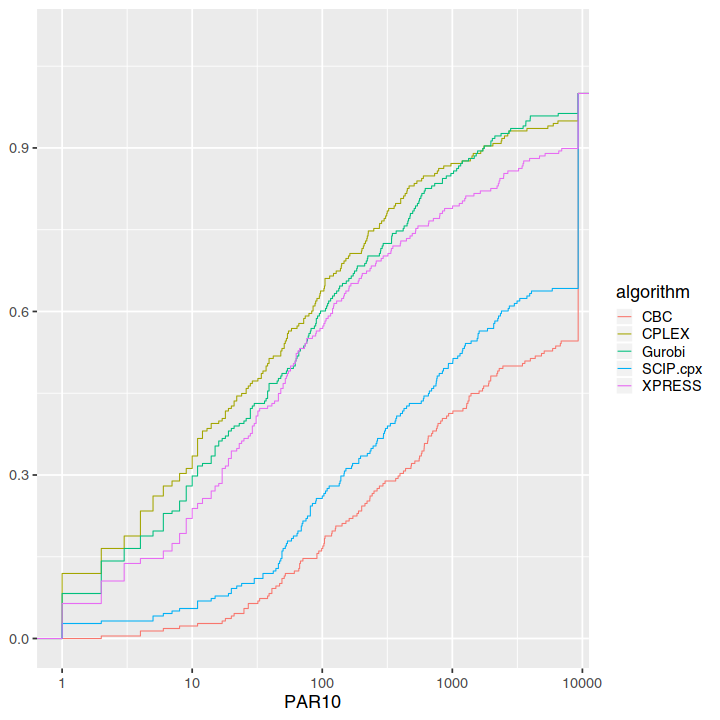 0.9
0.6
0.3
0.0
1
10
100
1000
10000
PAR10
algorithm
CBC
CPLEX
Gurobi
SCIP.cpx
XPRESS